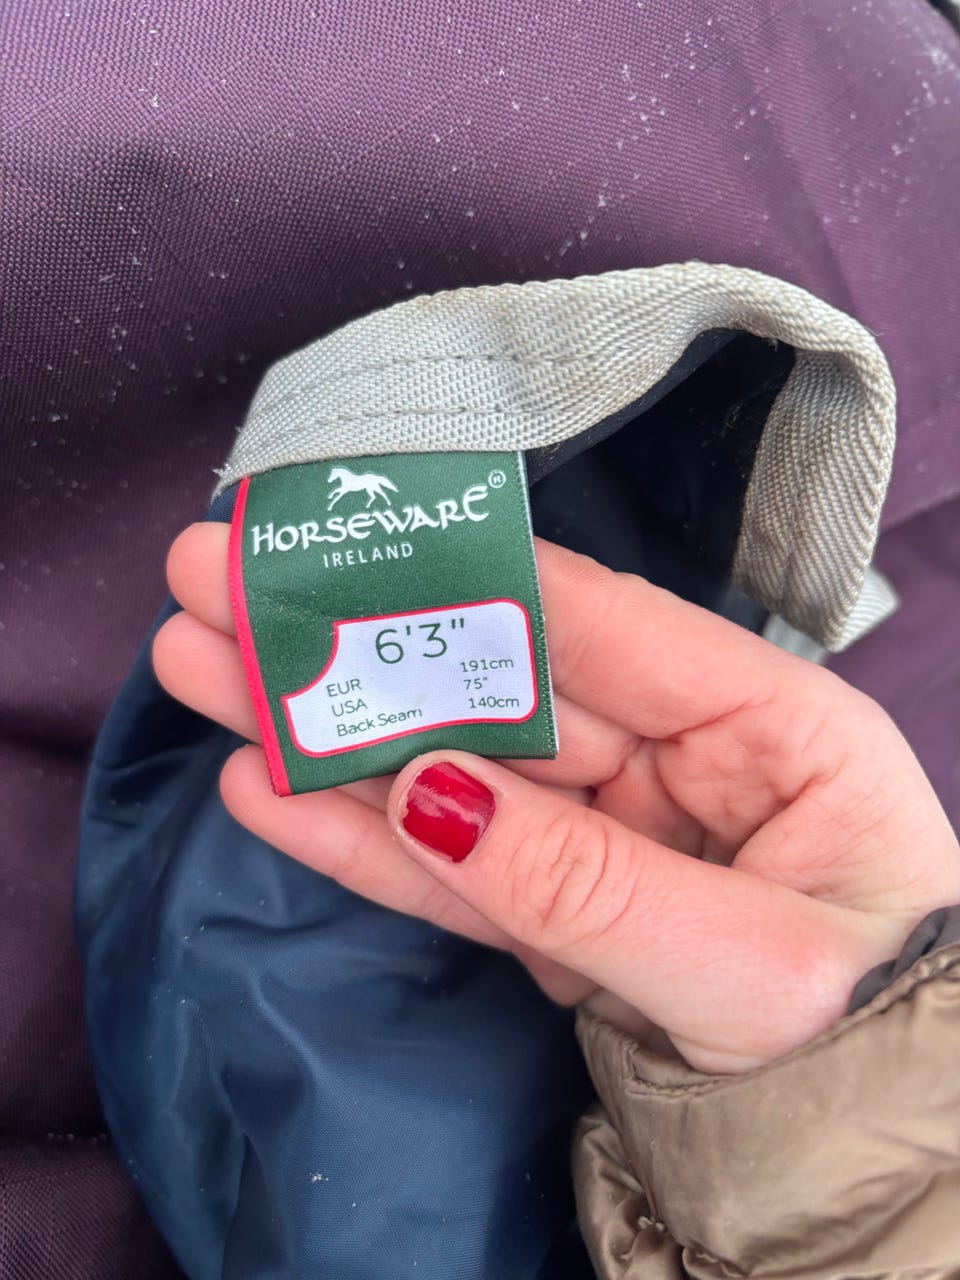 HORSEWARE®
IRELAND
6'3"
EUR 191cm
USA 75"
Back Seam 140cm